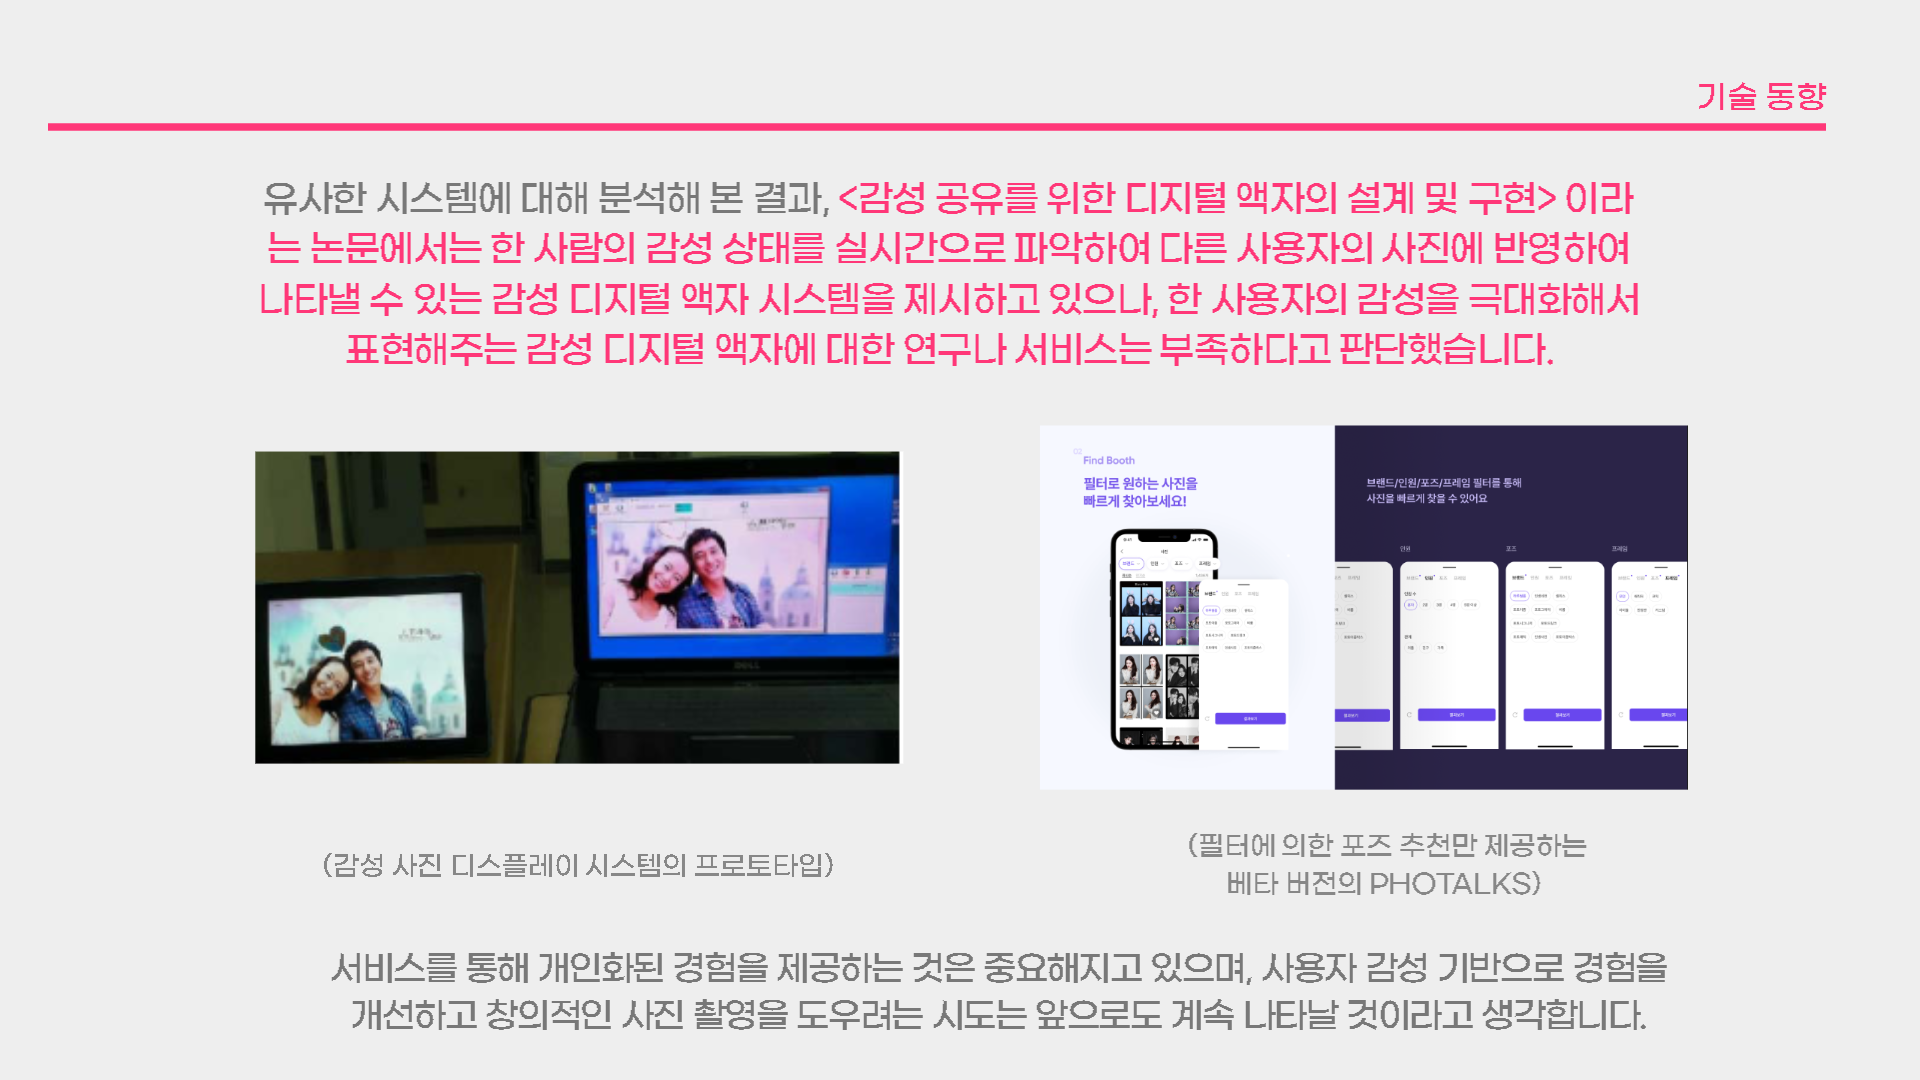 기술 동향
유사한 시스템에 대해 분석해 본 결과, <감성 공유를 위한 디지털 액자의 설계 및 구현> 이라
는 논문에서는 한 사람의 감성 상태를 실시간으로 파악하여 다른 사용자의 사진에 반영하여
나타낼 수 있는 감성 디지털 액자 시스템을 제시하고 있으나, 한 사용자의 감성을 극대화해서
표현해주는 감성 디지털 액자에 대한 연구나 서비스는 부족하다고 판단했습니다.
02
Find Booth
필터로 원하는 사진을
빠르게 찾아보세요!
브랜드/인원/포즈/프레임 필터를 통해
사진을 빠르게 찾을 수 있어요
인원
포즈
프레임
DELL
(감성 사진 디스플레이 시스템의 프로토타입)
(필터에 의한 포즈 추천만 제공하는
베타 버전의 PHOTALKS)
서비스를 통해 개인화된 경험을 제공하는 것은 중요해지고 있으며, 사용자 감성 기반으로 경험을
개선하고 창의적인 사진 촬영을 도우려는 시도는 앞으로도 계속 나타날 것이라고 생각합니다.